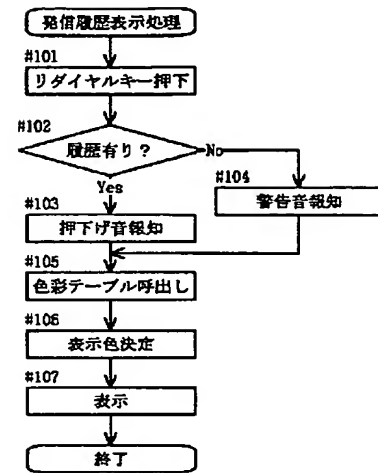 発信履歴表示処理
#101
リダイヤルキー押下
#102
履歴有り？
No
Yes
#103
押下げ音報知
#104
警告音報知
#105
色彩テーブル呼出し
#106
表示色決定
#107
表示
終了